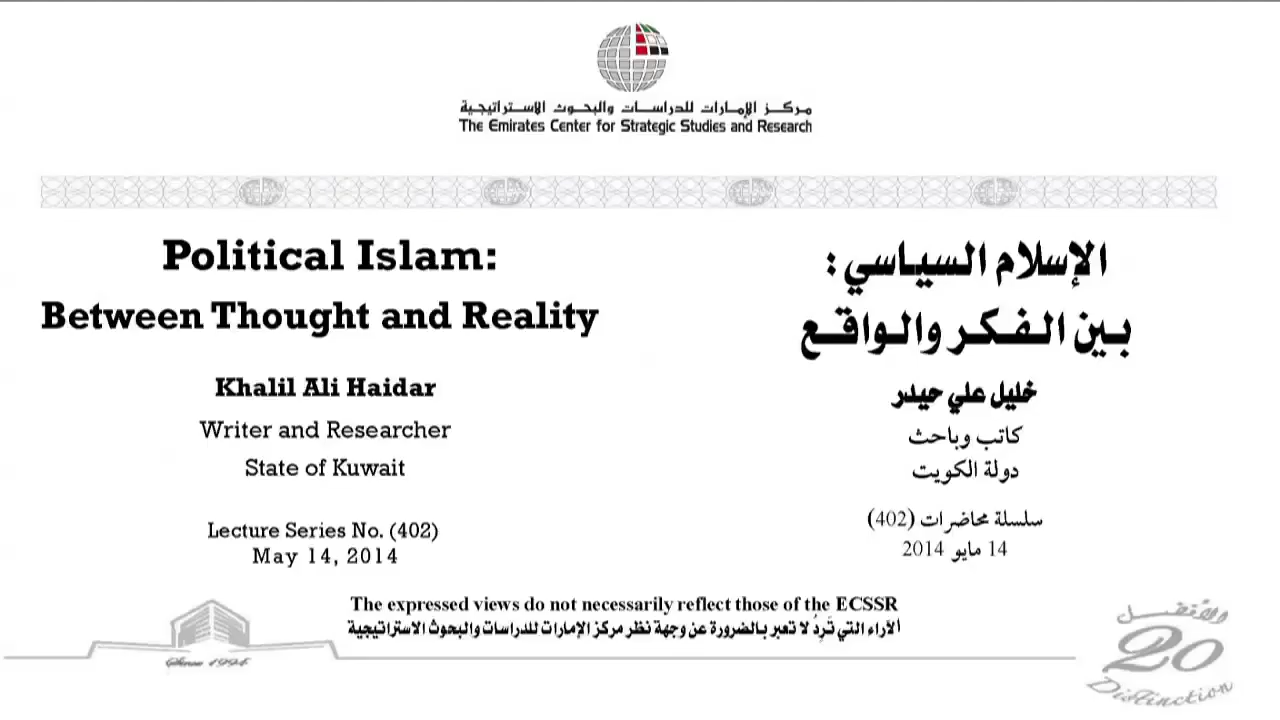 مركز الإمارات للدراسات والبحوث الاستراتيجية
The Emirates Center for Strategic Studies and Research
Political Islam:
Between Thought and Reality
Khalil Ali Haidar
Writer and Researcher
State of Kuwait
Lecture Series No. (402)
May 14, 2014
الإسلام السياسي:
بين الفكر والواقع
خليل علي حيدر
كاتب وباحث
دولة الكويت
سلسلة محاضرات (402)
14 مايو 2014
The expressed views do not necessarily reflect those of the ECSSR
الآراء التي تَرِدُ لا تعبر بالضرورة عن وجهة نظر مركز الإمارات للدراسات والبحوث الاستراتيجية
Since 1994
الأفضل
20
Distinction